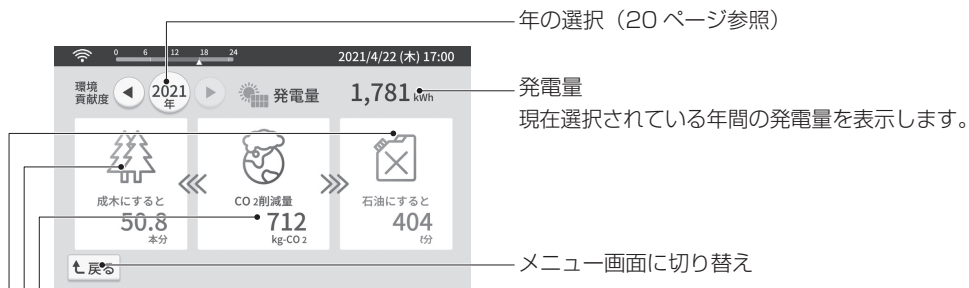 年の選択（20 ページ参照）
0 6 12 18 24 2021/4/22 (木) 17:00
環境
貢献度
2021
年
発電量 1,781 kWh
発電量
現在選択されている年間の発電量を表示します。
成木にすると
50.8
本分
CO2削減量
712
kg-CO2
石油にすると
404
ℓ分
戻る
メニュー画面に切り替え